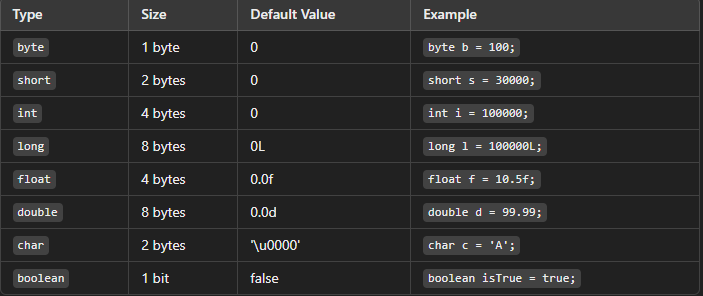 Type Size Default Value Example
byte 1 byte 0 byte b = 100;
short 2 bytes 0 short s = 30000;
int 4 bytes 0 int i = 100000;
long 8 bytes 0L long l = 100000L;
float 4 bytes 0.0f float f = 10.5f;
double 8 bytes 0.0d double d = 99.99;
char 2 bytes '\u0000' char c = 'A';
boolean 1 bit false boolean isTrue = true;